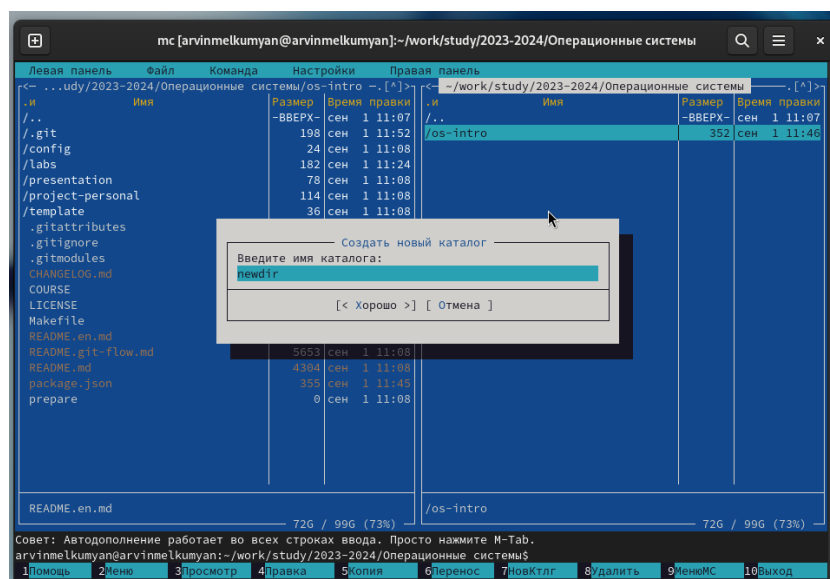 mc [arvinmelkumyan@arvinmelkumyan]:~/work/study/2023-2024/Операционные системы
Левая панель Файл Команда Настройки Правая панель
<— ...udy/2023-2024/Операционные системы/os-intro —.[^]>
.и Имя Размер Время правки
/.. -ВВЕРХ- сен 1 11:07
/.git 198 сен 1 11:52
/config 24 сен 1 11:08
/labs 182 сен 1 11:24
/presentation 78 сен 1 11:08
/project-personal 114 сен 1 11:08
/template 36 сен 1 11:08
.gitattributes
.gitignore
.gitmodules
CHANGELOG.md
COURSE
LICENSE
Makefile
README.en.md
README.git-flow.md 5653 сен 1 11:08
README.md 4304 сен 1 11:08
package.json 355 сен 1 11:45
prepare 0 сен 1 11:08
README.en.md
72G / 99G (73%)
<— ~/work/study/2023-2024/Операционные системы —.[^]>
.и Имя Размер Время правки
/.. -ВВЕРХ- сен 1 11:07
/os-intro 352 сен 1 11:46
/os-intro
72G / 99G (73%)
Создать новый каталог
Введите имя каталога:
newdir
[< Хорошо >] [ Отмена ]
Совет: Автодополнение работает во всех строках ввода. Просто нажмите M-Tab.
arvinmelkumyan@arvinmelkumyan:~/work/study/2023-2024/Операционные системы$
1Помощь 2Меню 3Просмотр 4Правка 5Копия 6Перенос 7НовКтлг 8Удалить 9МенюМС 10Выход